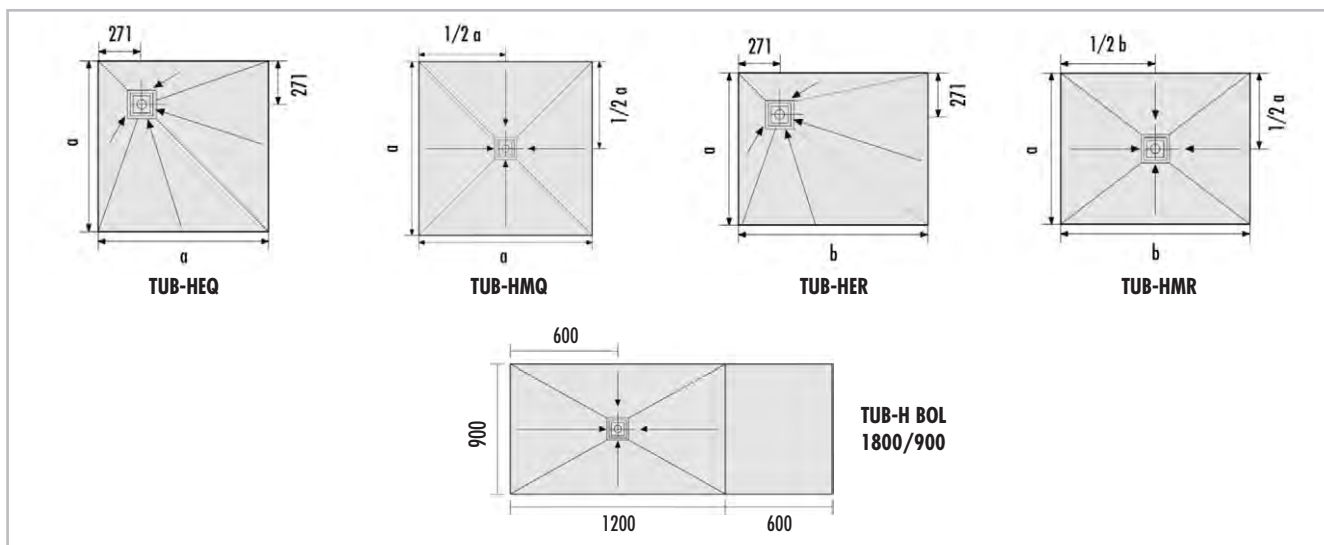 271
271
a
a
TUB-HEQ
1/2 a
1/2 a
a
a
TUB-HMQ
271
271
a
b
TUB-HER
1/2 b
1/2 a
a
b
TUB-HMR
600
900
1200
600
TUB-H BOL
1800/900